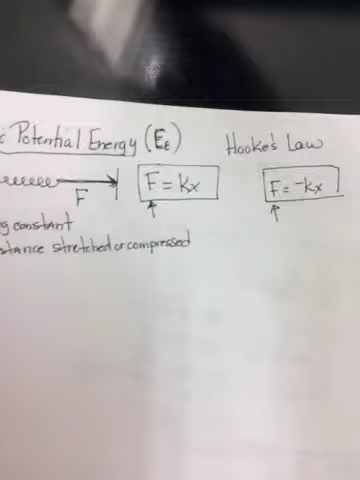 c Potential Energy (Eₑ)
Hooke's Law
F
F = kx
F = -kx
g constant
stance stretched or compressed